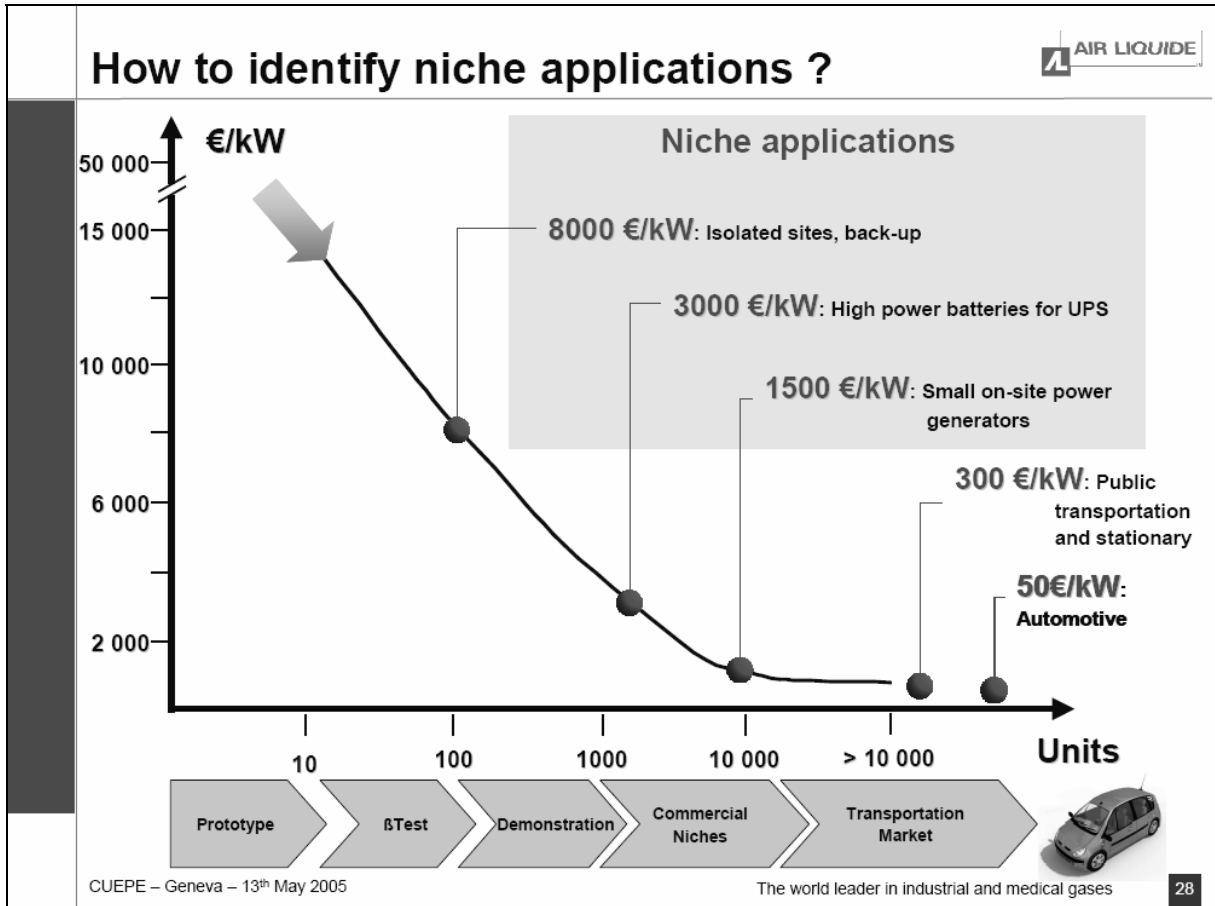 How to identify niche applications ?
AIR LIQUIDE
€/kW
50 000
15 000
10 000
6 000
2 000
Niche applications
8000 €/kW: Isolated sites, back-up
3000 €/kW: High power batteries for UPS
1500 €/kW: Small on-site power
generators
300 €/kW: Public
transportation
and stationary
50€/kW:
Automotive
10
100
1000
10 000
> 10 000
Units
Prototype
ßTest
Demonstration
Commercial
Niches
Transportation
Market
CUEPE – Geneva – 13th May 2005
The world leader in industrial and medical gases
28